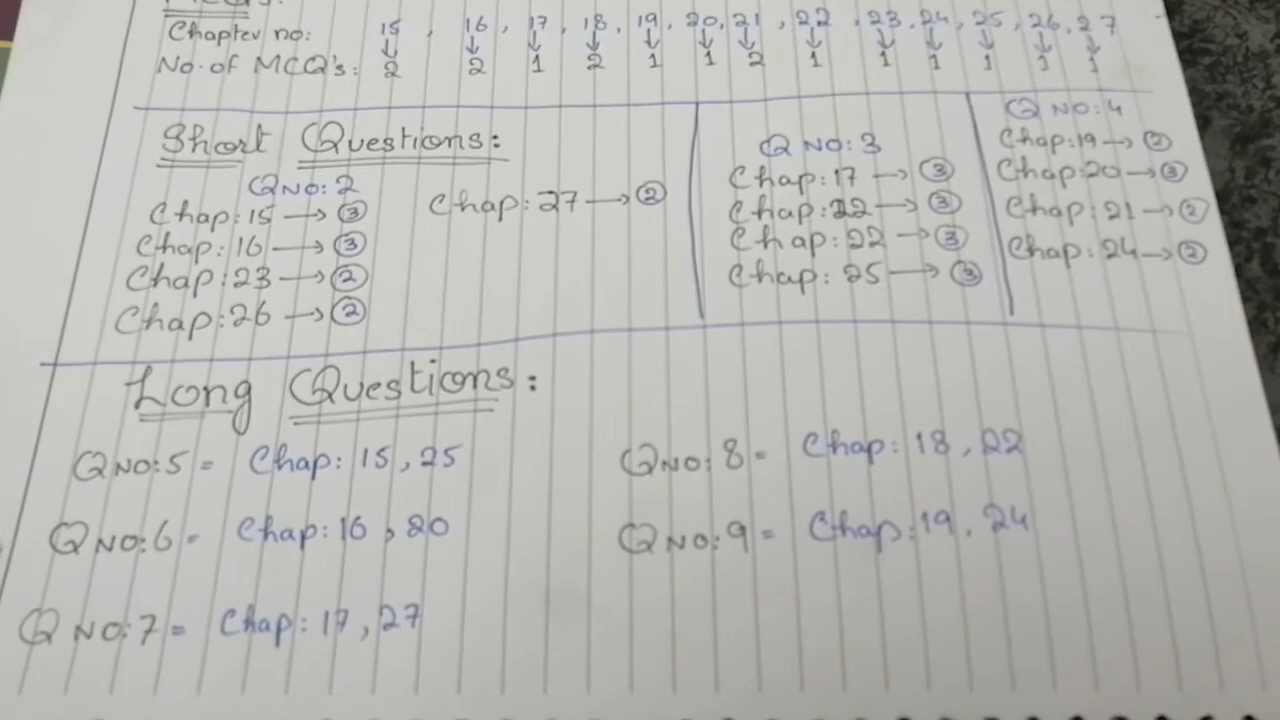 MCQ's:
Chapter no: 15, 16, 17, 18, 19, 20, 21, 22, 23, 24, 25, 26, 27
↓ ↓ ↓ ↓ ↓ ↓ ↓ ↓ ↓ ↓ ↓ ↓ ↓
No. of MCQ's: 2 2 1 2 1 1 2 1 1 1 1 1 1
Short Questions:
Q NO: 2
Chap: 15 → 3
Chap: 16 → 3
Chap: 23 → 2
Chap: 26 → 2
Chap: 27 → 2
Q NO: 3
Chap: 17 → 3
Chap: 22 → 3
Chap: 22 → 3
Chap: 25 → 3
Q NO: 4
Chap: 19 → 2
Chap: 20 → 3
Chap: 21 → 2
Chap: 24 → 2
Long Questions:
Q NO: 5 = Chap: 15, 25
Q NO: 6 = Chap: 16, 20
Q NO: 7 = Chap: 17, 27
Q NO: 8 = Chap: 18, 22
Q NO: 9 = Chap: 19, 24